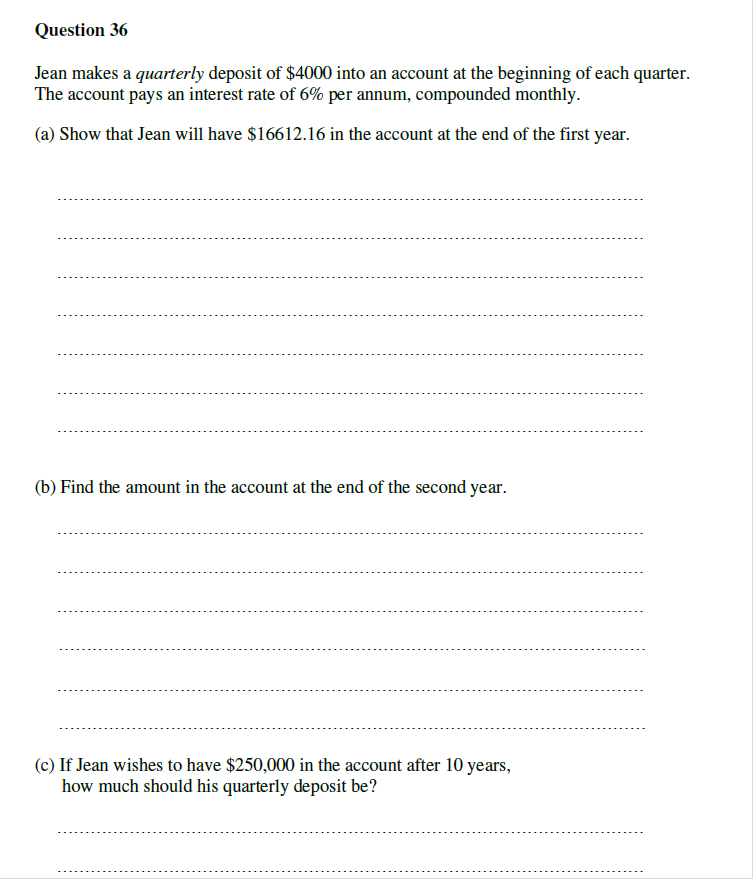 Question 36
Jean makes a quarterly deposit of $4000 into an account at the beginning of each quarter.
The account pays an interest rate of 6% per annum, compounded monthly.
(a) Show that Jean will have $16612.16 in the account at the end of the first year.
(b) Find the amount in the account at the end of the second year.
(c) If Jean wishes to have $250,000 in the account after 10 years,
how much should his quarterly deposit be?